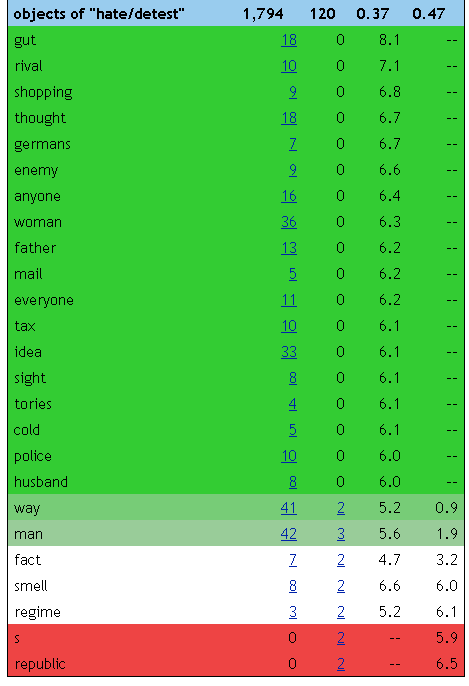 objects of "hate/detest" 1,794 120 0.37 0.47
gut 18 0 8.1 --
rival 10 0 7.1 --
shopping 9 0 6.8 --
thought 18 0 6.7 --
germans 7 0 6.7 --
enemy 9 0 6.6 --
anyone 16 0 6.4 --
woman 36 0 6.3 --
father 13 0 6.2 --
mail 5 0 6.2 --
everyone 11 0 6.2 --
tax 10 0 6.1 --
idea 33 0 6.1 --
sight 8 0 6.1 --
tories 4 0 6.1 --
cold 5 0 6.1 --
police 10 0 6.0 --
husband 8 0 6.0 --
way 41 2 5.2 0.9
man 42 3 5.6 1.9
fact 7 2 4.7 3.2
smell 8 2 6.6 6.0
regime 3 2 5.2 6.1
s 0 2 -- 5.9
republic 0 2 -- 6.5